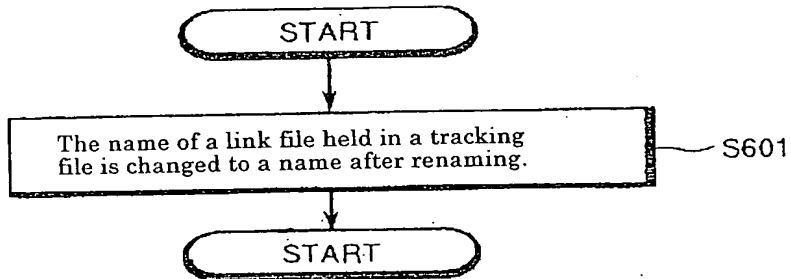 START
The name of a link file held in a tracking
file is changed to a name after renaming.
S601
START